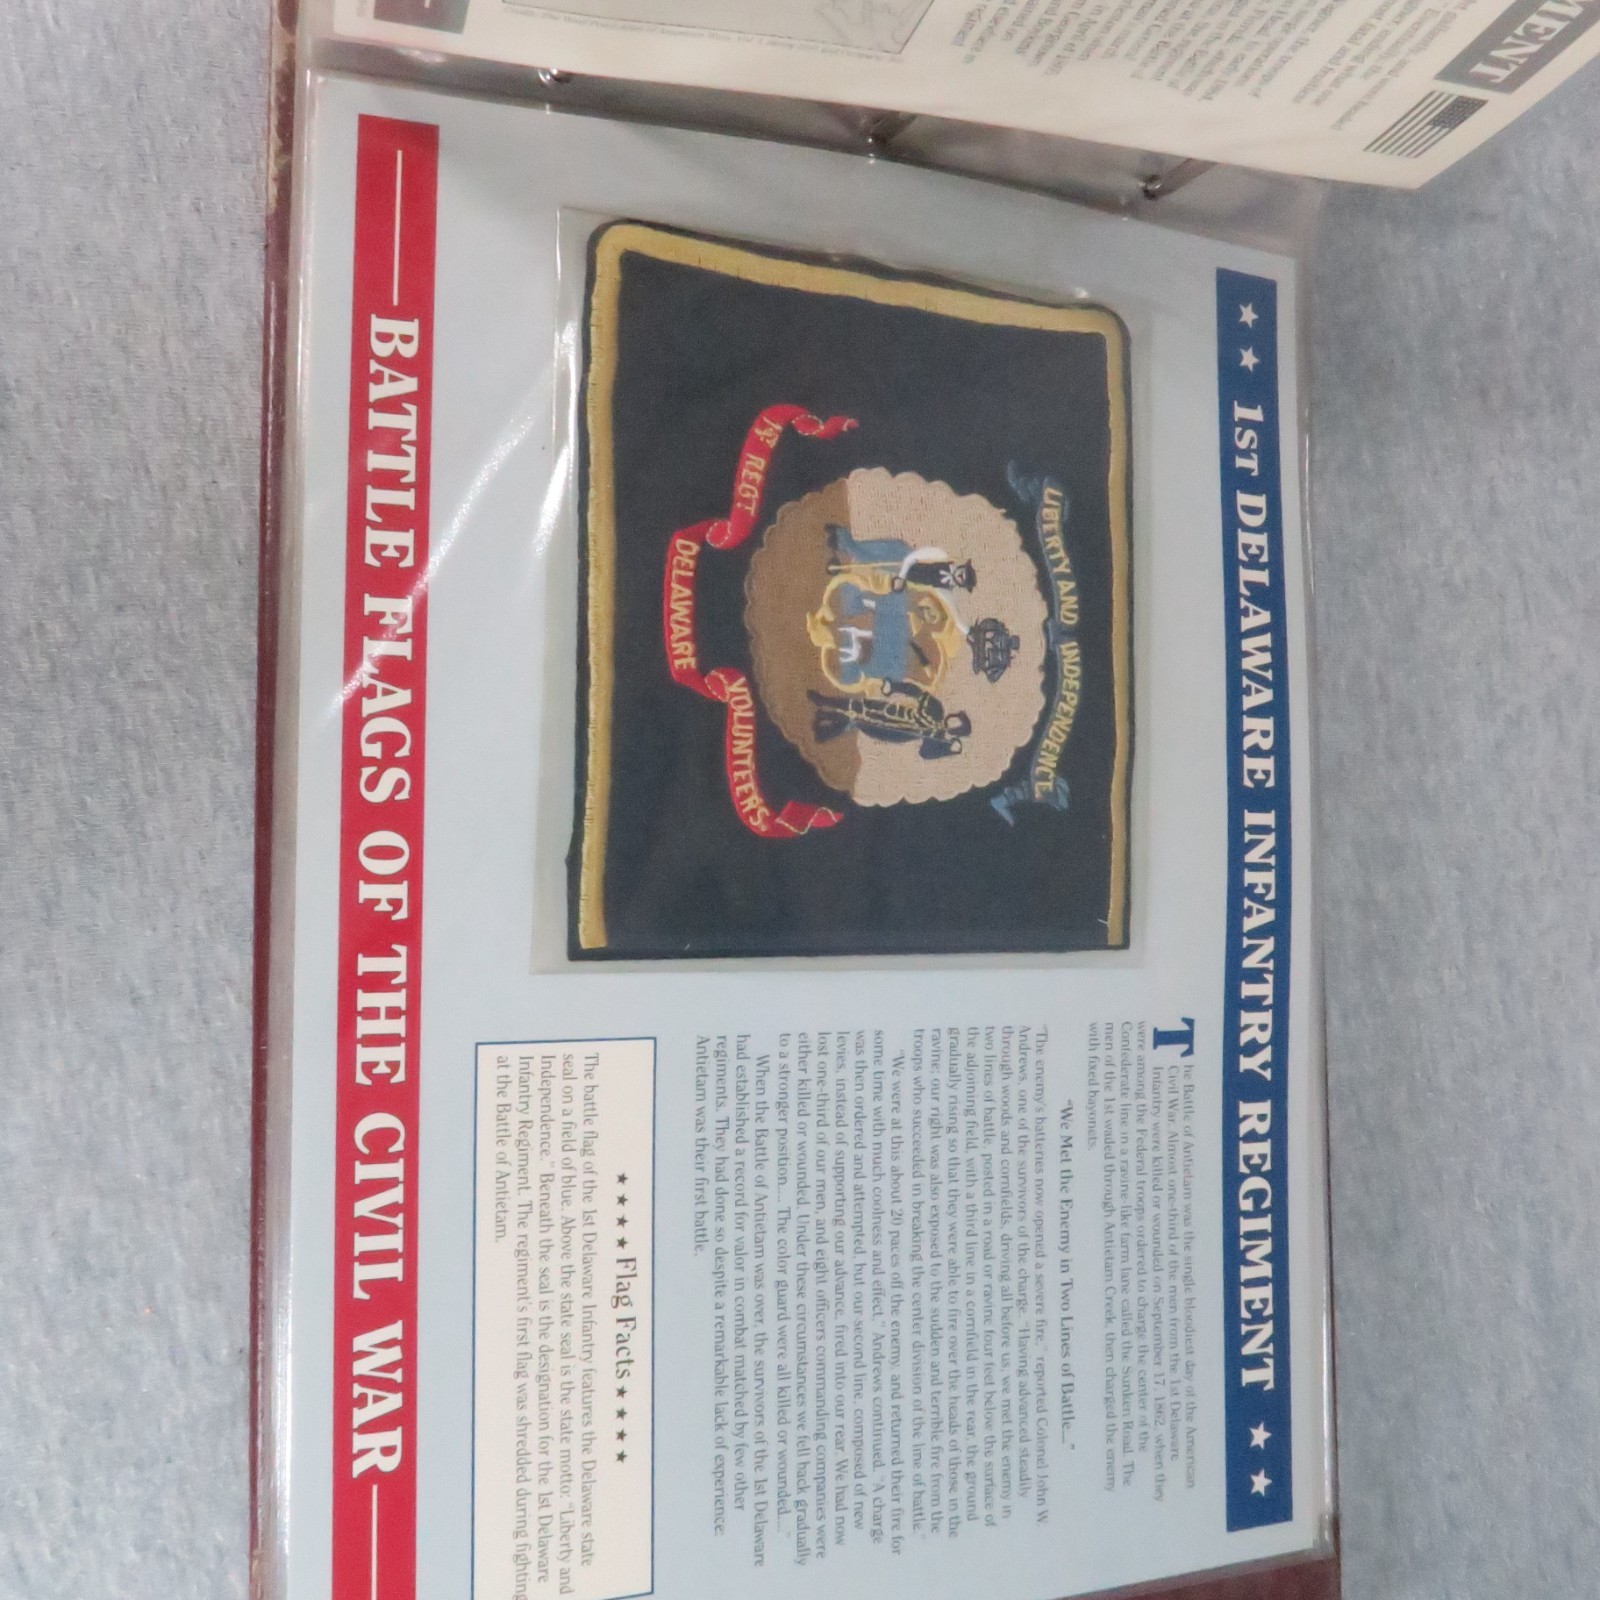 MENT
★ ★ 1ST DELAWARE INFANTRY REGIMENT ★ ★
LIBERTY AND INDEPENDENCE
1ST REGT DELAWARE VOLUNTEERS
The Battle of Antietam was the single bloodiest day of the American
Civil War. Almost one-third of the men from the 1st Delaware
Infantry were killed or wounded on September 17, 1862, when they
were among the Federal troops ordered to charge the center of the
Confederate line in a ravine-like farm lane called the Sunken Road. The
men of the 1st waded through Antietam Creek, then charged the enemy
with fixed bayonets.
"We Met the Enemy in Two Lines of Battle...."
"The enemy's batteries now opened a severe fire," reported Colonel John W.
Andrews, one of the survivors of the charge. "Having advanced steadily
through woods and cornfields, driving all before us, we met the enemy in
two lines of battle, posted in a road or ravine four feet below the surface of
the adjoining field, with a third line in a cornfield in the rear, the ground
gradually rising so that they were able to fire over the heads of those in the
ravine; our right was also exposed to the sudden and terrible fire from the
troops who succeeded in breaking the center division of the line of battle."
"We were at this about 20 paces off the enemy, and returned their fire for
some time with much coolness and effect," Andrews continued. "A charge
was then ordered and attempted, but our second line, composed of new
levies, instead of supporting our advance, fired into our rear. We had now
lost one-third of our men, and eight officers commanding companies were
either killed or wounded. Under these circumstances we fell back gradually
to a stronger position.... The color guard were all killed or wounded...."
When the Battle of Antietam was over, the survivors of the 1st Delaware
had established a record for valor in combat matched by few other
regiments. They had done so despite a remarkable lack of experience:
Antietam was their first battle.
★ ★ ★ ★ Flag Facts ★ ★ ★ ★
The battle flag of the 1st Delaware Infantry features the Delaware state
seal on a field of blue. Above the state seal is the state motto: "Liberty and
Independence." Beneath the seal is the designation for the 1st Delaware
Infantry Regiment. The regiment's first flag was shredded during fighting
at the Battle of Antietam.
BATTLE FLAGS OF THE CIVIL WAR